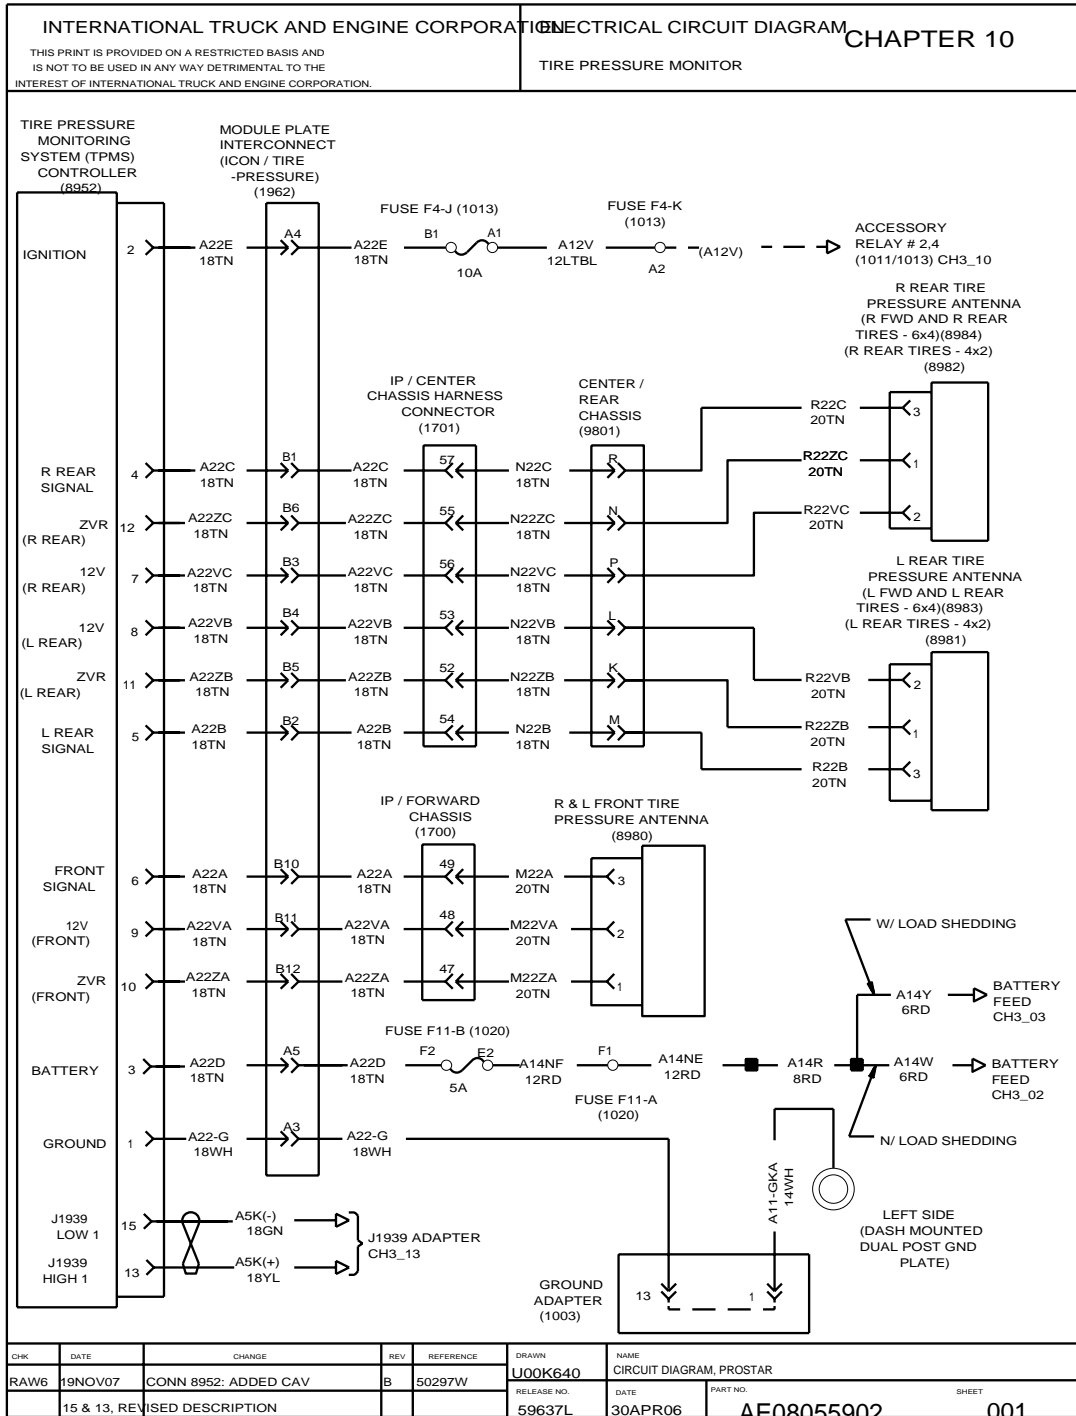 INTERNATIONAL TRUCK AND ENGINE CORPORATION
THIS PRINT IS PROVIDED ON A RESTRICTED BASIS AND
IS NOT TO BE USED IN ANY WAY DETRIMENTAL TO THE
INTEREST OF INTERNATIONAL TRUCK AND ENGINE CORPORATION.
ELECTRICAL CIRCUIT DIAGRAM
CHAPTER 10
TIRE PRESSURE MONITOR
TIRE PRESSURE
MONITORING
SYSTEM (TPMS)
CONTROLLER
(8952)
MODULE PLATE
INTERCONNECT
(ICON / TIRE
-PRESSURE)
(1962)
FUSE F4-J (1013)
FUSE F4-K
(1013)
IGNITION 2 A22E A4 A22E B1 A1 A12V (A12V)
18TN 18TN 10A 12LTBL A2
ACCESSORY
RELAY # 2,4
(1011/1013) CH3_10
R REAR TIRE
PRESSURE ANTENNA
(R FWD AND R REAR
TIRES - 6x4)(8984)
(R REAR TIRES - 4x2)
(8982)
IP / CENTER
CHASSIS HARNESS
CONNECTOR
(1701)
CENTER /
REAR
CHASSIS
(9801)
R22C 3
20TN
R22ZC 1
20TN
R22VC 2
20TN
R REAR
SIGNAL
4 A22C B1 A22C 57 N22C R
18TN 18TN 18TN
ZVR
(R REAR)
12 A22ZC B6 A22ZC 55 N22ZC N
18TN 18TN 18TN
12V
(R REAR)
7 A22VC B3 A22VC 56 N22VC P
18TN 18TN 18TN
12V
(L REAR)
8 A22VB B4 A22VB 53 N22VB L
18TN 18TN 18TN
ZVR
(L REAR)
11 A22ZB B5 A22ZB 52 N22ZB K
18TN 18TN 18TN
L REAR
SIGNAL
5 A22B B2 A22B 54 N22B M
18TN 18TN 18TN
L REAR TIRE
PRESSURE ANTENNA
(L FWD AND L REAR
TIRES - 6x4)(8983)
(L REAR TIRES - 4x2)
(8981)
R22VB 2
20TN
R22ZB 1
20TN
R22B 3
20TN
IP / FORWARD
CHASSIS
(1700)
R & L FRONT TIRE
PRESSURE ANTENNA
(8980)
FRONT
SIGNAL
6 A22A B10 A22A 49 M22A 3
18TN 18TN 20TN
12V
(FRONT)
9 A22VA B11 A22VA 48 M22VA 2
18TN 18TN 20TN
ZVR
(FRONT)
10 A22ZA B12 A22ZA 47 M22ZA 1
18TN 18TN 20TN
W/ LOAD SHEDDING
A14Y
6RD
BATTERY
FEED
CH3_03
FUSE F11-B (1020)
BATTERY 3 A22D A5 A22D F2 E2 A14NF F1 A14NE A14R A14W
18TN 18TN 5A 12RD 12RD 8RD 6RD
BATTERY
FEED
CH3_02
FUSE F11-A
(1020)
N/ LOAD SHEDDING
GROUND 1 A22-G A3 A22-G
18WH 18WH
A11-GKA
14WH
LEFT SIDE
(DASH MOUNTED
DUAL POST GND
PLATE)
J1939
LOW 1
15 A5K(-)
18GN
J1939
HIGH 1
13 A5K(+)
18YL
J1939 ADAPTER
CH3_13
GROUND
ADAPTER
(1003)
13 1
CHK DATE CHANGE REV REFERENCE
RAW6 19NOV07 CONN 8952: ADDED CAV B 50297W
15 & 13, REVISED DESCRIPTION
DRAWN
U00K640
NAME
CIRCUIT DIAGRAM, PROSTAR
RELEASE NO.
59637L
DATE
30APR06
PART NO.
AE08055902
SHEET
001